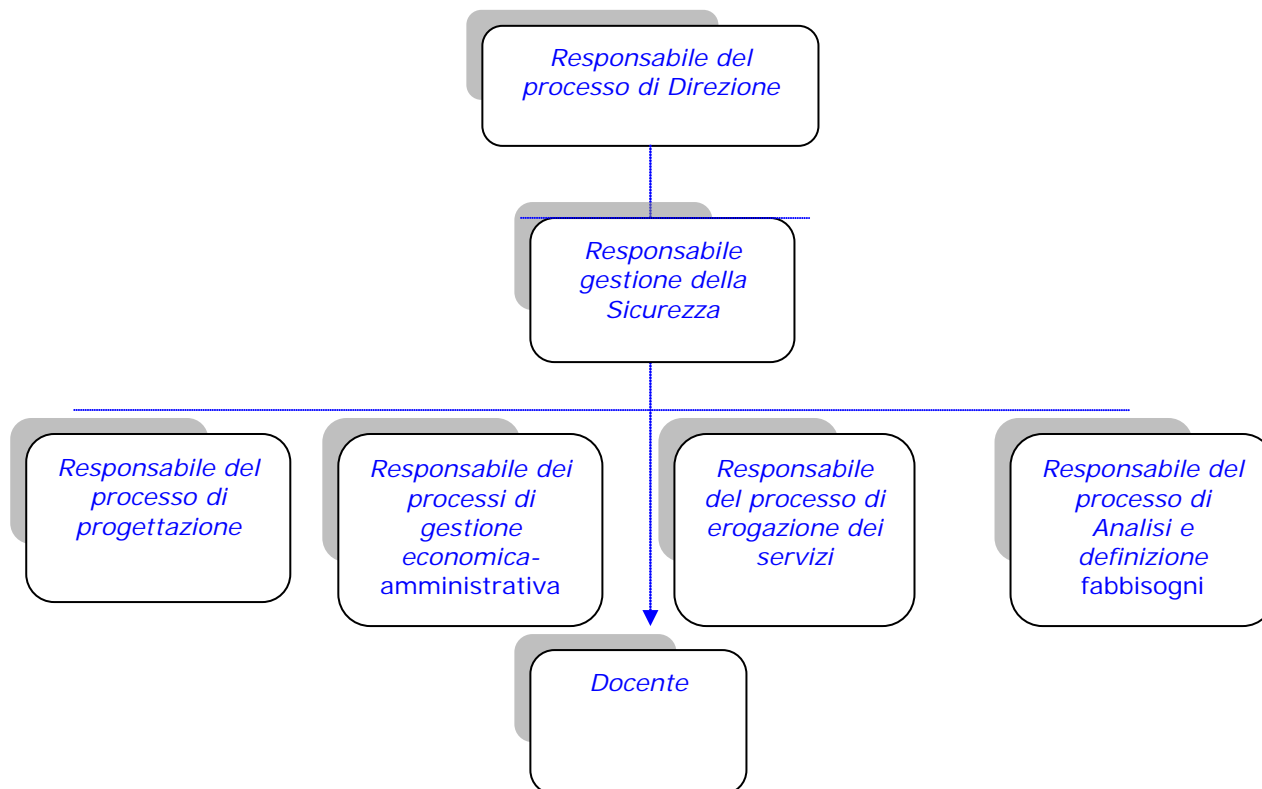 Responsabile del
processo di Direzione
Responsabile
gestione della
Sicurezza
Responsabile del
processo di
progettazione
Responsabile dei
processi di
gestione
economica-
amministrativa
Responsabile
del processo di
erogazione dei
servizi
Responsabile del
processo di
Analisi e
definizione
fabbisogni
Docente